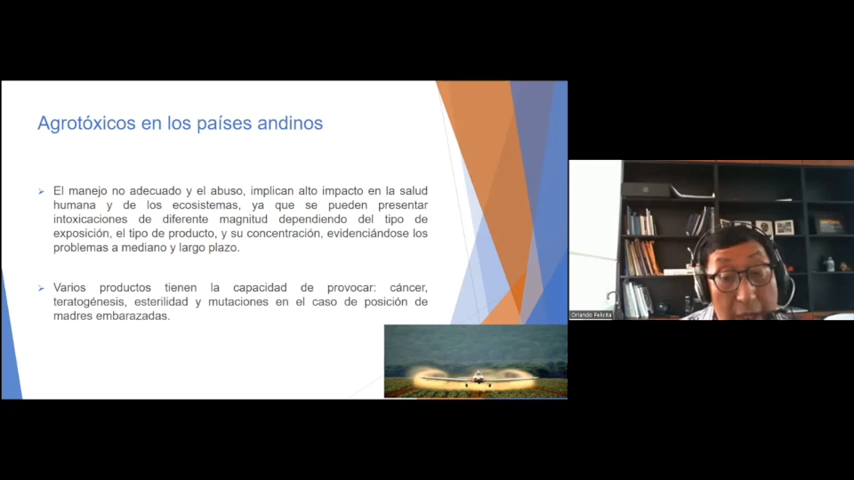 Agrotóxicos en los países andinos
El manejo no adecuado y el abuso, implican alto impacto en la salud
humana y de los ecosistemas, ya que se pueden presentar
intoxicaciones de diferente magnitud dependiendo del tipo de
exposición, el tipo de producto, y su concentración, evidenciándose los
problemas a mediano y largo plazo.
Varios productos tienen la capacidad de provocar: cáncer,
teratogénesis, esterilidad y mutaciones en el caso de posición de
madres embarazadas.
Orlando Felicita